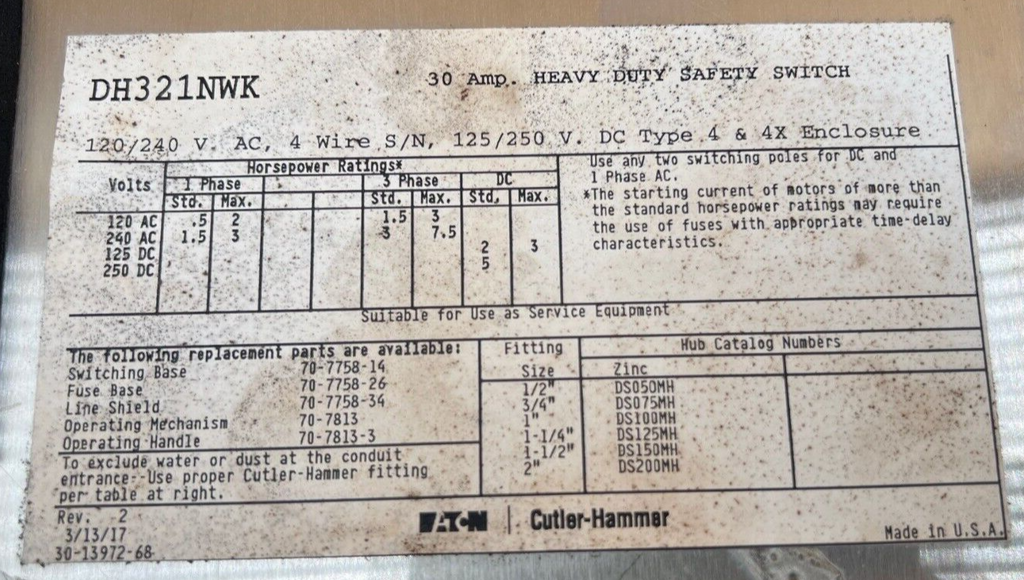 DH321NWK
30 Amp. HEAVY DUTY SAFETY SWITCH
120/240 V. AC, 4 Wire S/N, 125/250 V. DC Type 4 & 4X Enclosure
Volts Horsepower Ratings*
1 Phase 3 Phase DC
Std. Max. Std. Max. Std, Max.
120 AC .5 2 1.5 3
240 AC 1.5 3 3 7.5
125 DC 2 3
250 DC 5
Use any two switching poles for DC and
1 Phase AC.
*The starting current of motors of more than
the standard horsepower ratings may require
the use of fuses with appropriate time-delay
characteristics.
Suitable for Use as Service Equipment
The following replacement parts are available:
Switching Base 70-7758-14
Fuse Base 70-7758-26
Line Shield 70-7758-34
Operating Mechanism 70-7813
Operating Handle 70-7813-3
To exclude water or dust at the conduit
entrance--Use proper Cutler-Hammer fitting
per table at right.
Fitting Hub Catalog Numbers
Size Zinc
1/2" DS050MH
3/4" DS075MH
1" DS100MH
1-1/4" DS125MH
1-1/2" DS150MH
2" DS200MH
Rev. 2
3/13/17
30-13972-68
EATON | Cutler-Hammer
Made in U.S.A.